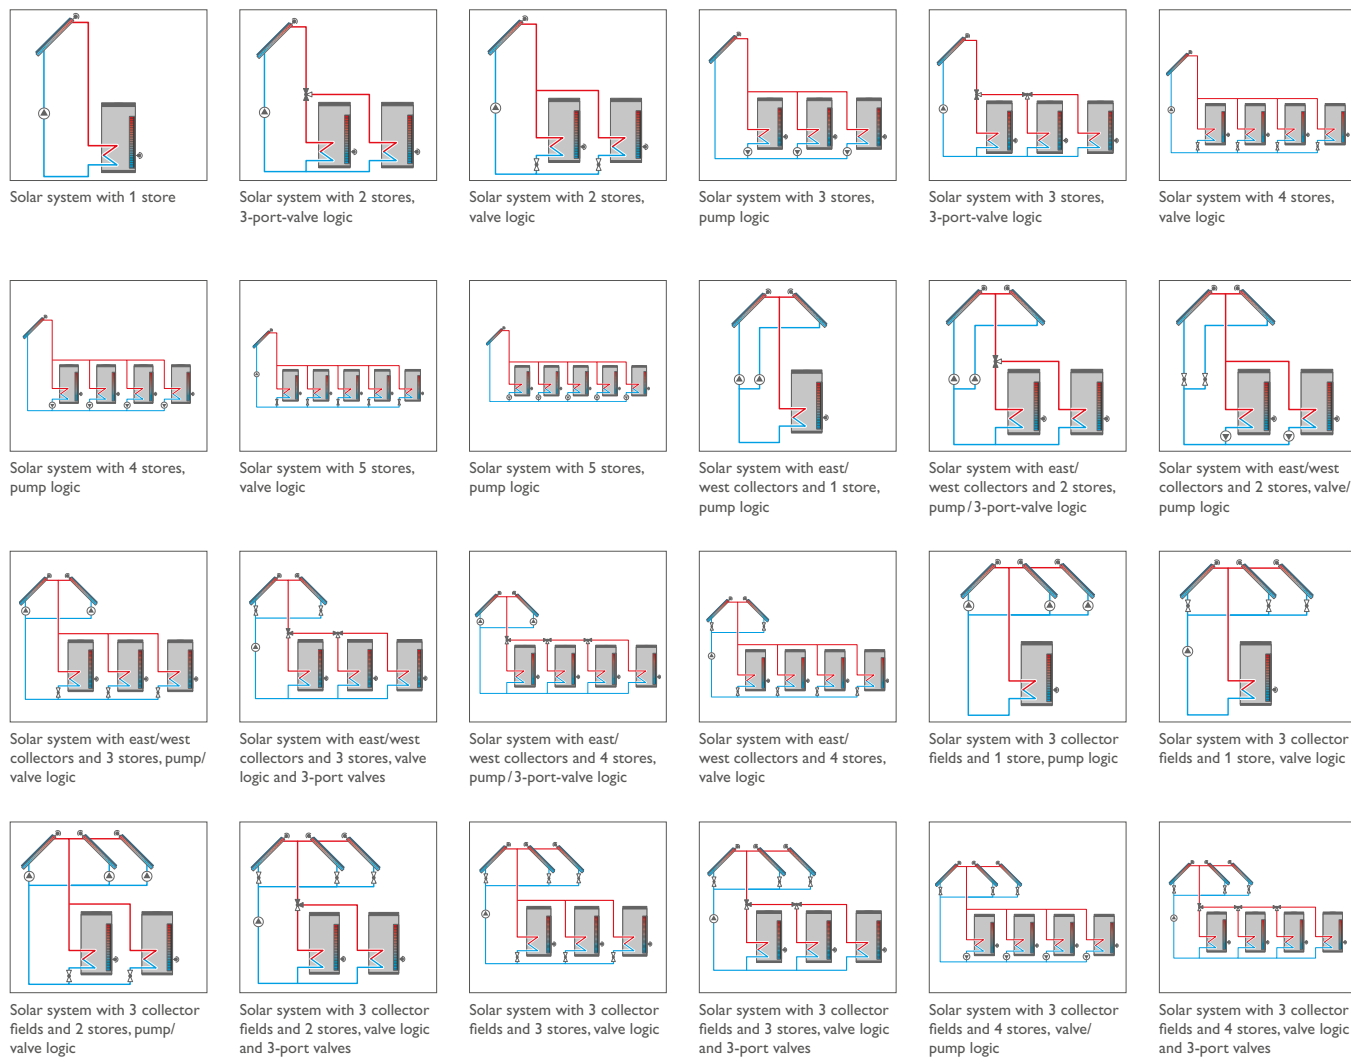 Solar system with 1 store
Solar system with 2 stores,
3-port-valve logic
Solar system with 2 stores,
valve logic
Solar system with 3 stores,
pump logic
Solar system with 3 stores,
3-port-valve logic
Solar system with 4 stores,
valve logic
Solar system with 4 stores,
pump logic
Solar system with 5 stores,
valve logic
Solar system with 5 stores,
pump logic
Solar system with east/
west collectors and 1 store,
pump logic
Solar system with east/
west collectors and 2 stores,
pump/3-port-valve logic
Solar system with east/west
collectors and 2 stores, valve/
pump logic
Solar system with east/west
collectors and 3 stores, pump/
valve logic
Solar system with east/west
collectors and 3 stores, valve
logic and 3-port valves
Solar system with east/
west collectors and 4 stores,
pump/3-port-valve logic
Solar system with east/
west collectors and 4 stores,
valve logic
Solar system with 3 collector
fields and 1 store, pump logic
Solar system with 3 collector
fields and 1 store, valve logic
Solar system with 3 collector
fields and 2 stores, pump/
valve logic
Solar system with 3 collector
fields and 2 stores, valve logic
and 3-port valves
Solar system with 3 collector
fields and 3 stores, valve logic
Solar system with 3 collector
fields and 3 stores, valve logic
and 3-port valves
Solar system with 3 collector
fields and 4 stores, valve/
pump logic
Solar system with 3 collector
fields and 4 stores, valve logic
and 3-port valves